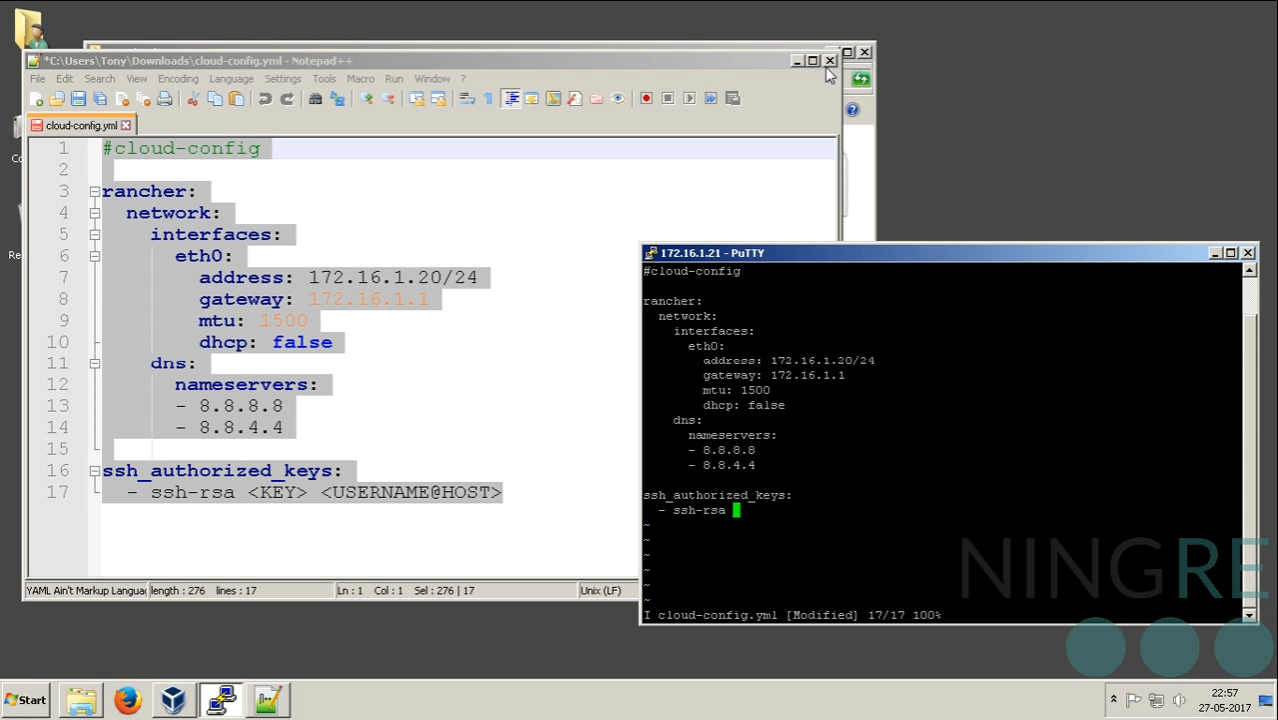 *C:\Users\Tony\Downloads\cloud-config.yml - Notepad++
File Edit Search View Encoding Language Settings Tools Macro Run Window ?
cloud-config.yml
1 #cloud-config
2
3 rancher:
4 network:
5 interfaces:
6 eth0:
7 address: 172.16.1.20/24
8 gateway: 172.16.1.1
9 mtu: 1500
10 dhcp: false
11 dns:
12 nameservers:
13 - 8.8.8.8
14 - 8.8.4.4
15
16 ssh_authorized_keys:
17 - ssh-rsa <KEY> <USERNAME@HOST>
YAML Ain't Markup Langua length : 276 lines : 17 Ln : 1 Col : 1 Sel : 276 | 17 Unix (LF)
172.16.1.21 - PuTTY
#cloud-config
rancher:
network:
interfaces:
eth0:
address: 172.16.1.20/24
gateway: 172.16.1.1
mtu: 1500
dhcp: false
dns:
nameservers:
- 8.8.8.8
- 8.8.4.4
ssh_authorized_keys:
- ssh-rsa
~
~
~
~
~
~
I cloud-config.yml [Modified] 17/17 100%
NINGRE
Co
Re
Start
22:57
27-05-2017